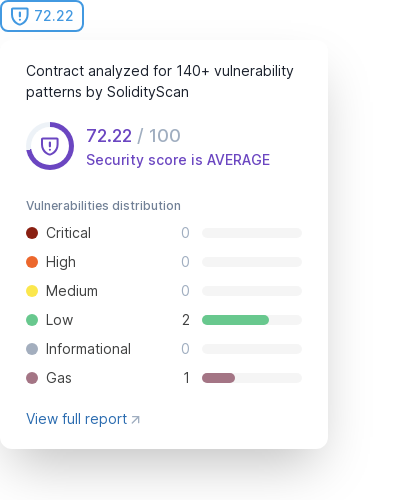 72.22
Contract analyzed for 140+ vulnerability
patterns by SolidityScan
72.22 / 100
Security score is AVERAGE
Vulnerabilities distribution
Critical 0
High 0
Medium 0
Low 2
Informational 0
Gas 1
View full report